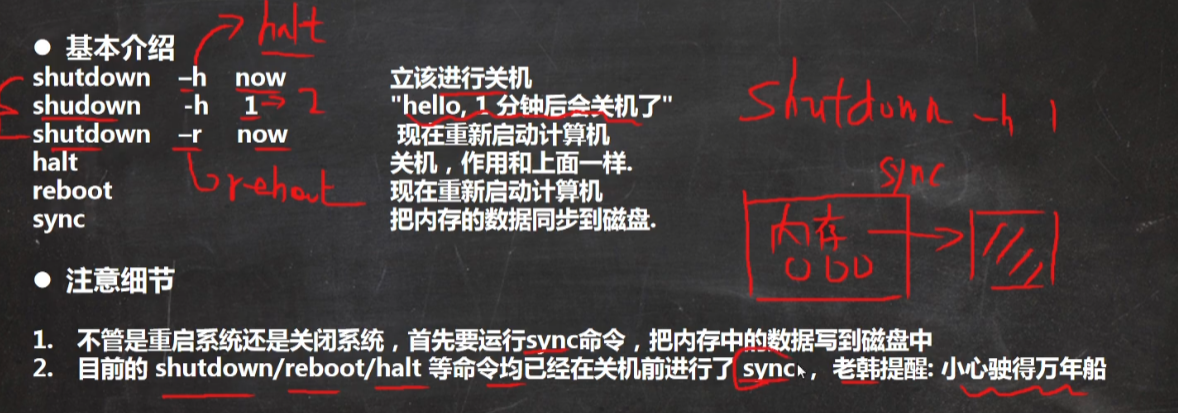 halt
● 基本介绍
shutdown –h now 立该进行关机
shudown -h 1 → 2 "hello, 1 分钟后会关机了"
shutdown –r now 现在重新启动计算机
shutdown -h 1
halt 关机，作用和上面一样.
reboot 现在重新启动计算机
sync 把内存的数据同步到磁盘.
sync
内存
● 注意细节
1. 不管是重启系统还是关闭系统，首先要运行sync命令，把内存中的数据写到磁盘中
2. 目前的 shutdown/reboot/halt 等命令均已经在关机前进行了 sync ，老韩提醒: 小心驶得万年船